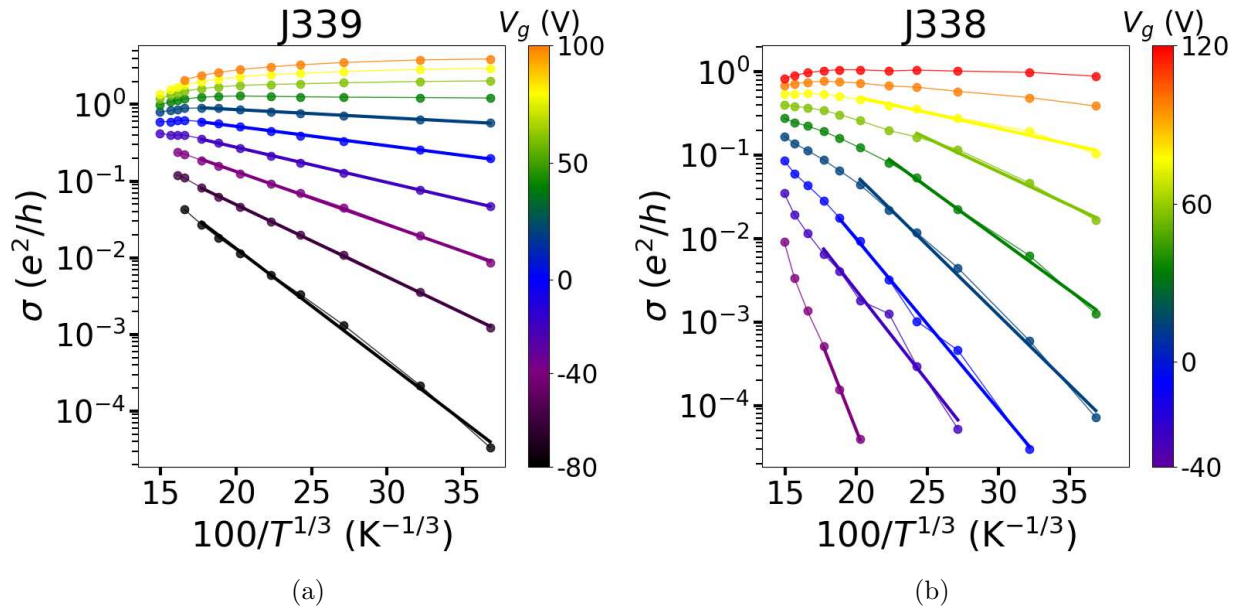 J339
V_g (V)
J338
V_g (V)
100
120
10^0
10^0
50
10^{-1}
10^{-1}
60
σ (e^2/h)
σ (e^2/h)
10^{-2}
10^{-2}
0
10^{-3}
10^{-3}
0
-40
10^{-4}
10^{-4}
-80
-40
15 20 25 30 35
15 20 25 30 35
100/T^{1/3} (K^{-1/3})
100/T^{1/3} (K^{-1/3})
(a)
(b)